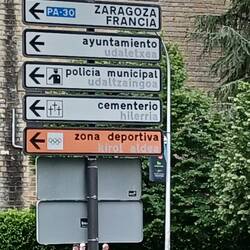 PA-30 ZARAGOZA
FRANCIA
ayuntamiento
udaletxea
policía municipal
udaltzaingoa
cementerio
hilerria
zona deportiva
kirol aldea